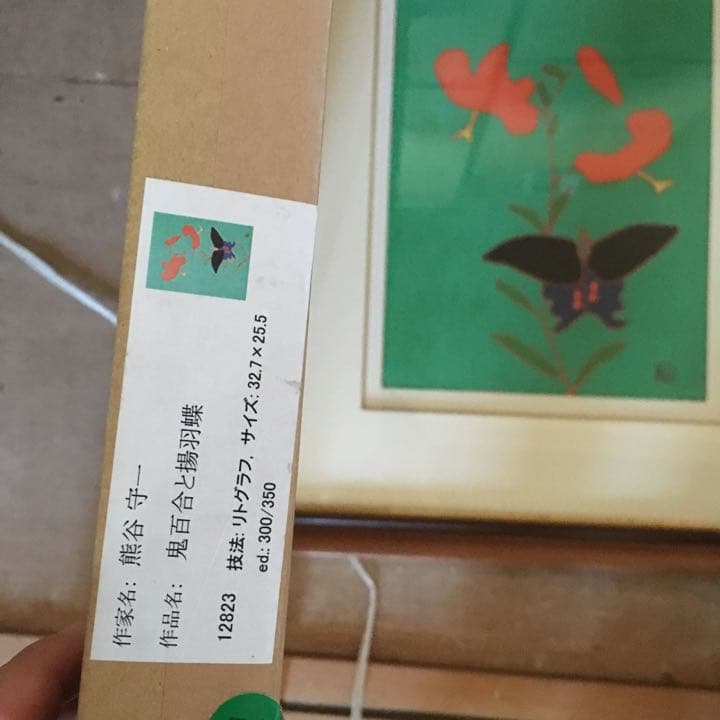 作家名: 熊谷 守一
作品名: 鬼百合と揚羽蝶
12823 技法: リトグラフ, サイズ: 32.7×25.5
ed: 300/350